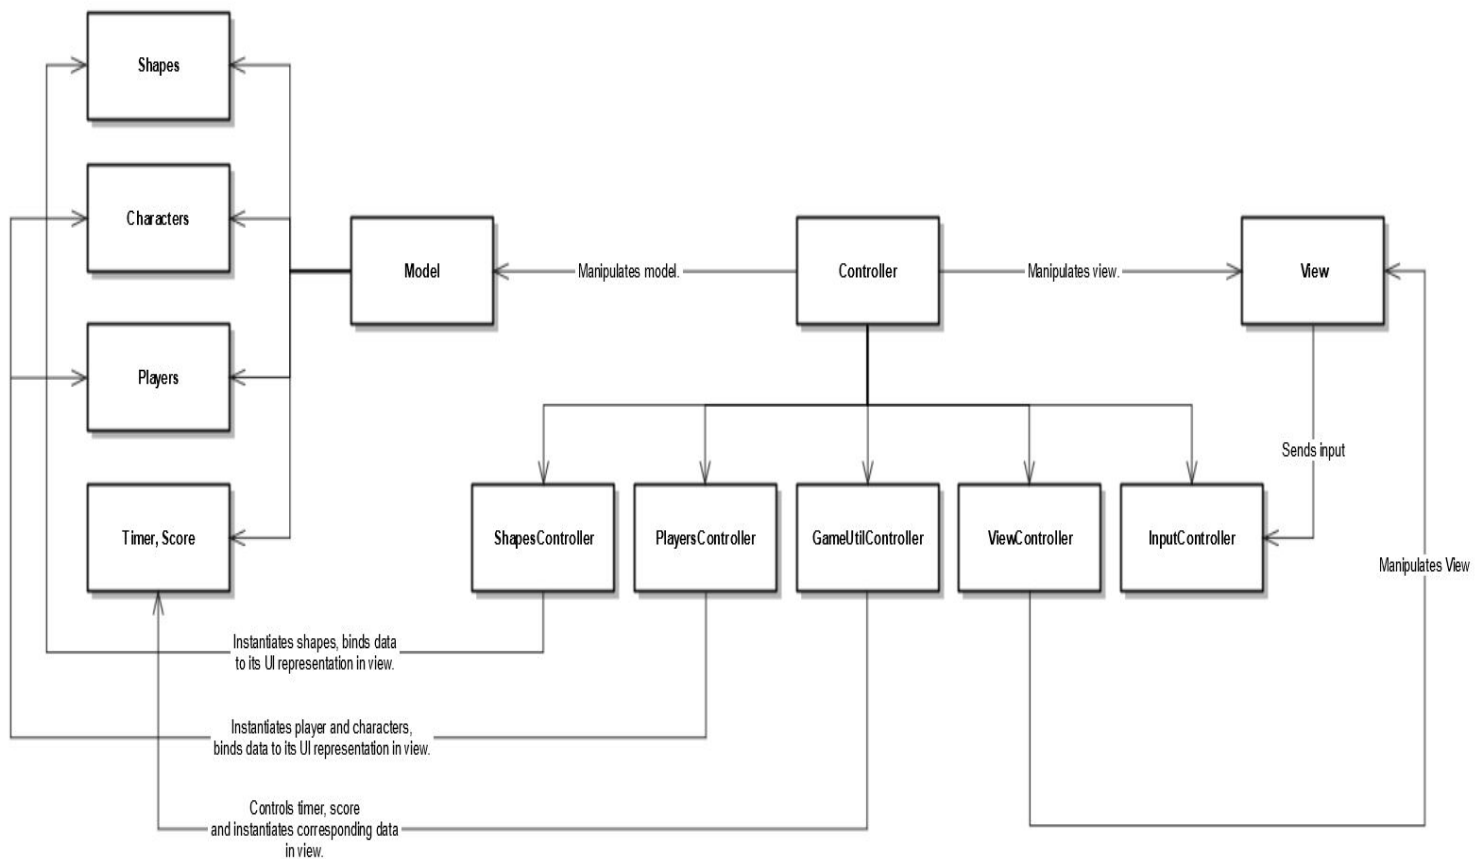 Shapes
Characters
Model
Manipulates model.
Controller
Manipulates view.
View
Players
Sends input
Timer, Score
ShapesController
PlayersController
GameUtilController
ViewController
InputController
Manipulates View
Instantiates shapes, binds data
to its UI representation in view.
Instantiates player and characters,
binds data to its UI representation in view.
Controls timer, score
and instantiates corresponding data
in view.